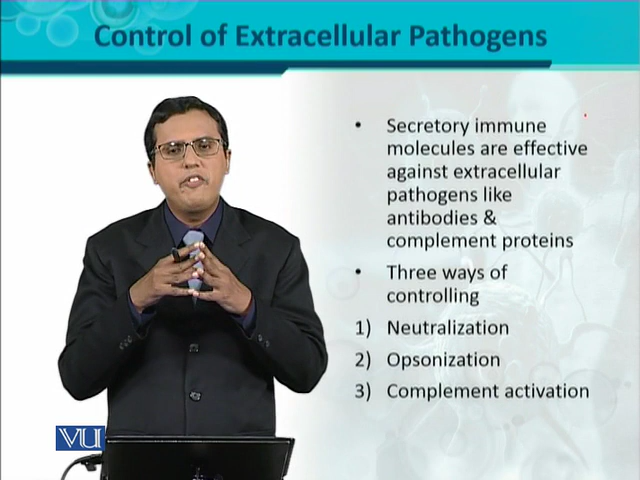 Control of Extracellular Pathogens
• Secretory immune
molecules are effective
against extracellular
pathogens like
antibodies &
complement proteins
• Three ways of
controlling
1) Neutralization
2) Opsonization
3) Complement activation
VU